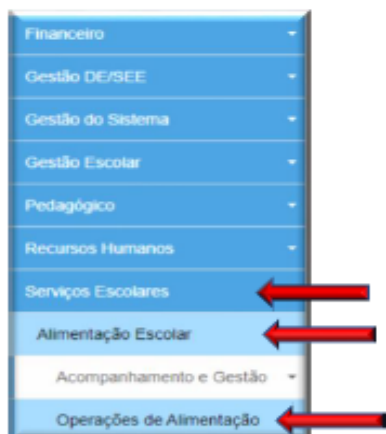 Financeiro
Gestão DE/SEE
Gestão do Sistema
Gestão Escolar
Pedagógico
Recursos Humanos
Serviços Escolares
Alimentação Escolar
Acompanhamento e Gestão
Operações de Alimentação